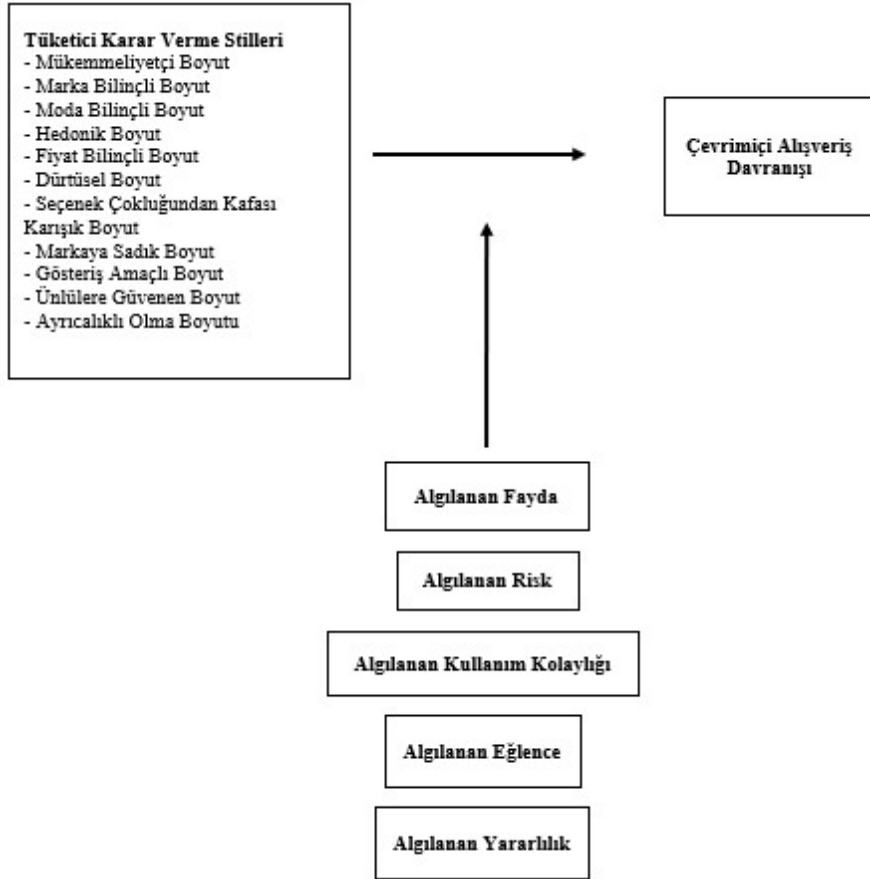 Tüketici Karar Verme Stilleri
- Mükemmeliyetçi Boyut
- Marka Bilinçli Boyut
- Moda Bilinçli Boyut
- Hedonik Boyut
- Fiyat Bilinçli Boyut
- Dürtüsel Boyut
- Seçenek Çokluğundan Kafası
Karışık Boyut
- Markaya Sadık Boyut
- Gösteriş Amaçlı Boyut
- Ünlülere Güvenen Boyut
- Ayrıcalıklı Olma Boyutu
Çevrimiçi Alışveriş
Davranışı
Algılanan Fayda
Algılanan Risk
Algılanan Kullanım Kolaylığı
Algılanan Eğlence
Algılanan Yararlılık